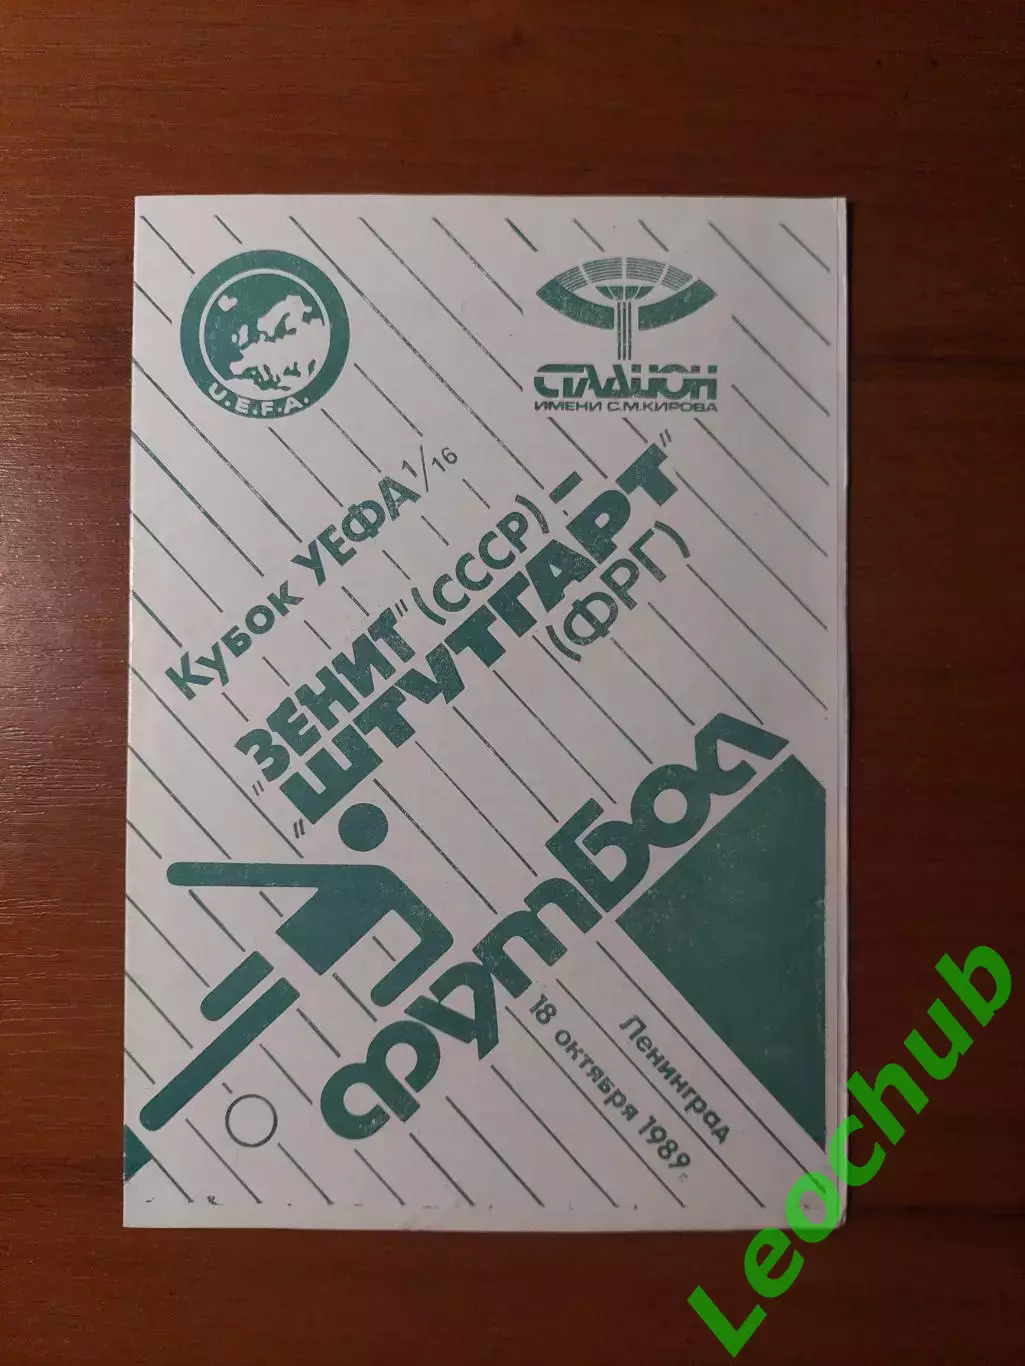 U.E.F.A.
СТАДИОН
ИМЕНИ С.М.КИРОВА
Кубок УЕФА 1/16
"ЗЕНИТ" (СССР) –
"ШТУТГАРТ"
(ФРГ)
футбол
Ленинград
18 октября 1989 г.
Leochub